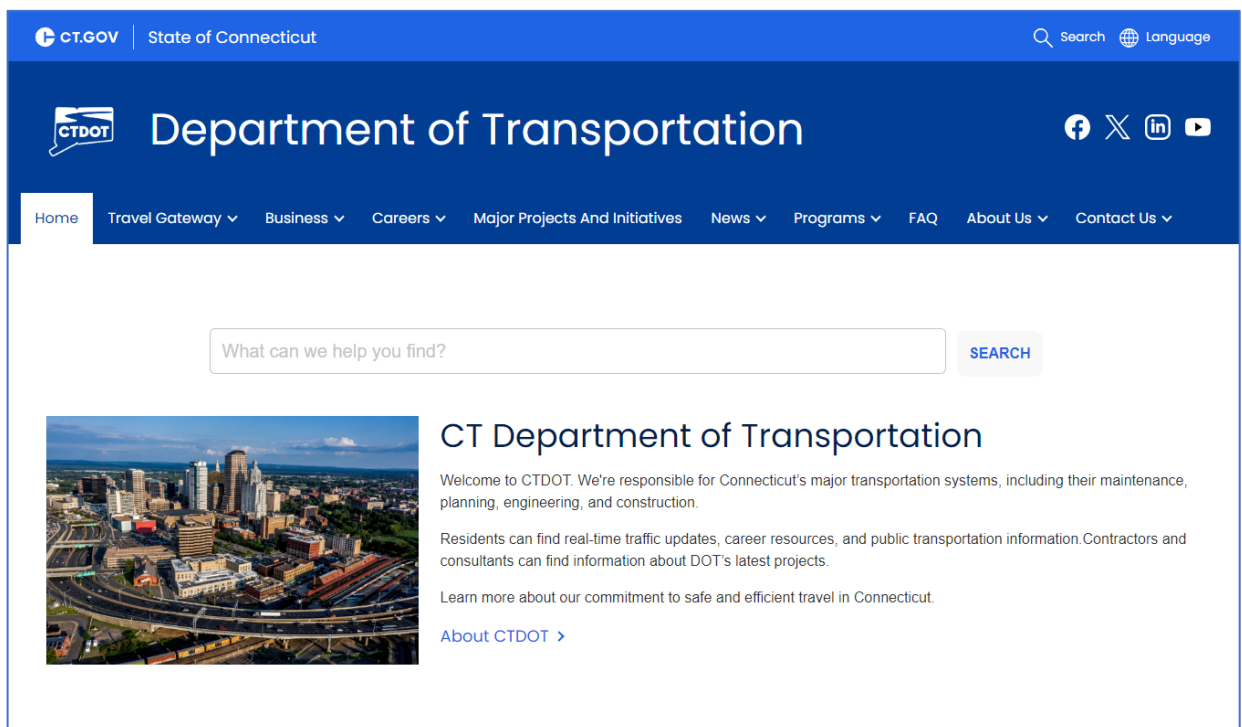 CT.GOV State of Connecticut Search Language
CTDOT Department of Transportation
Home Travel Gateway Business Careers Major Projects And Initiatives News Programs FAQ About Us Contact Us
What can we help you find? SEARCH
CT Department of Transportation
Welcome to CTDOT. We're responsible for Connecticut's major transportation systems, including their maintenance,
planning, engineering, and construction.
Residents can find real-time traffic updates, career resources, and public transportation information.Contractors and
consultants can find information about DOT's latest projects.
Learn more about our commitment to safe and efficient travel in Connecticut.
About CTDOT